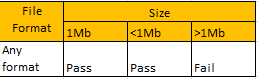 File Format Size
1Mb <1Mb >1Mb
Any format Pass Pass Fail